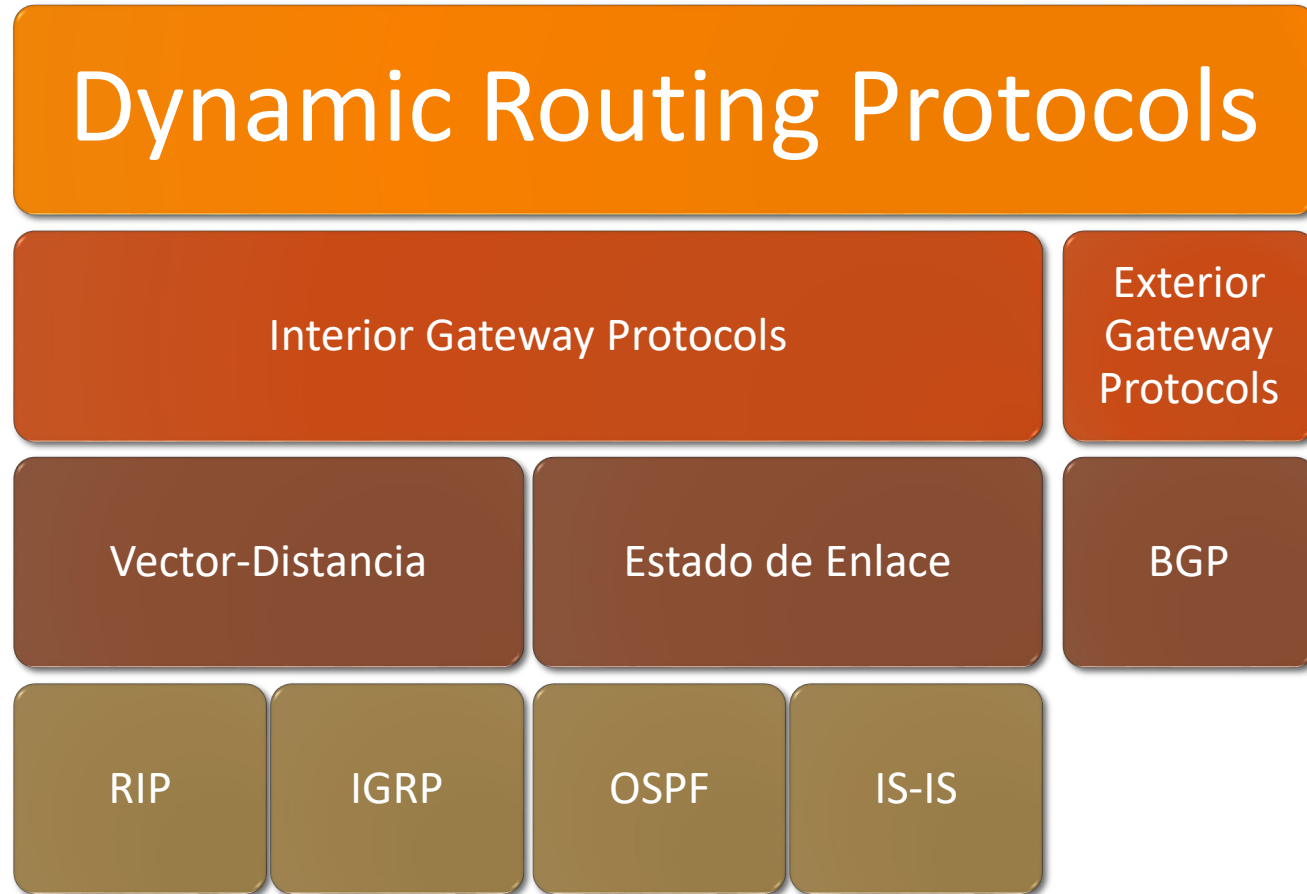 Dynamic Routing Protocols
Interior Gateway Protocols
Exterior
Gateway
Protocols
Vector-Distancia
Estado de Enlace
BGP
RIP
IGRP
OSPF
IS-IS